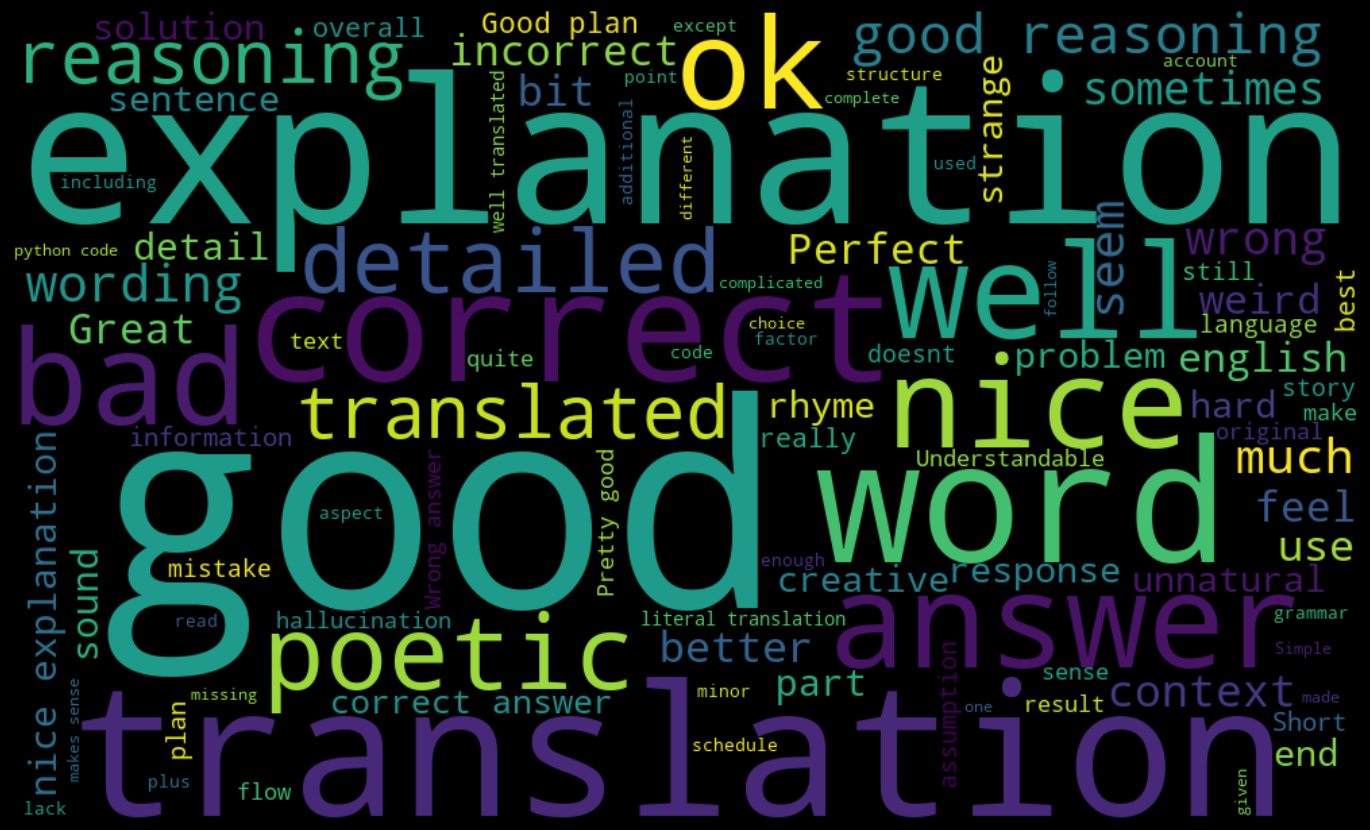 solution
overall
Good plan
except
reasoning
incorrect
ok
good reasoning
account
sentence
bit
point
structure
complete
strange
sometimes
explanation
including
well translated
additional
different
used
python code
detail
detailed
Perfect
well
seem
wrong
wording
complicated
follow
still
weird
best
Great
correct
text
choice
factor
language
bad
quite
code
doesnt
problem
english
translated
rhyme
nice
hard
story
make
information
really
original
Understandable
much
nice explanation
good
aspect
Wrong answer
Pretty good
word
feel
use
sound
mistake
enough
creative
response
unnatural
read
hallucination
literal translation
answer
grammar
poetic
better
assumption
Simple
makes sense
missing
correct answer
minor
part
sense
context
made
plan
translation
schedule
one
result
Short
end
plus
flow
given
lack